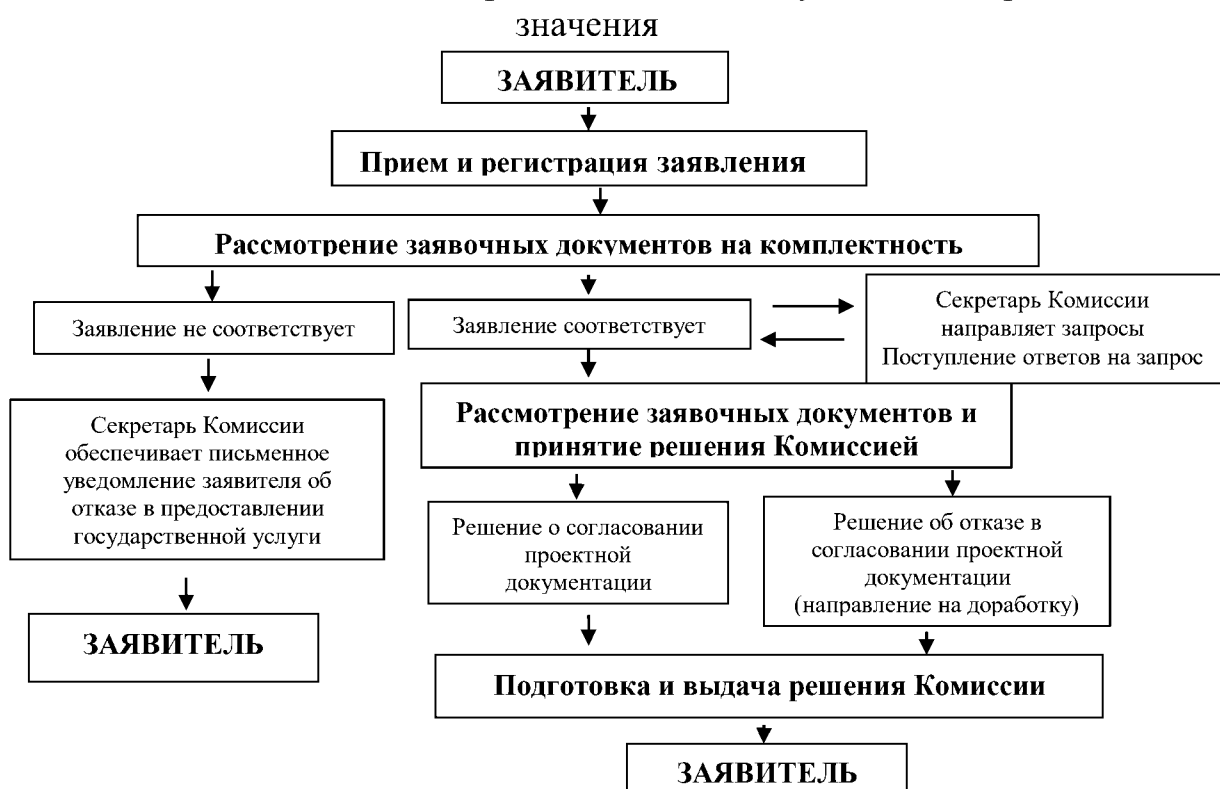 значения
ЗАЯВИТЕЛЬ
Прием и регистрация заявления
Рассмотрение заявочных документов на комплектность
Заявление не соответствует
Заявление соответствует
Секретарь Комиссии
направляет запросы
Поступление ответов на запрос
Секретарь Комиссии
обеспечивает письменное
уведомление заявителя об
отказе в предоставлении
государственной услуги
ЗАЯВИТЕЛЬ
Рассмотрение заявочных документов и
принятие решения Комиссией
Решение о согласовании
проектной
документации
Решение об отказе в
согласовании проектной
документации
(направление на доработку)
Подготовка и выдача решения Комиссии
ЗАЯВИТЕЛЬ